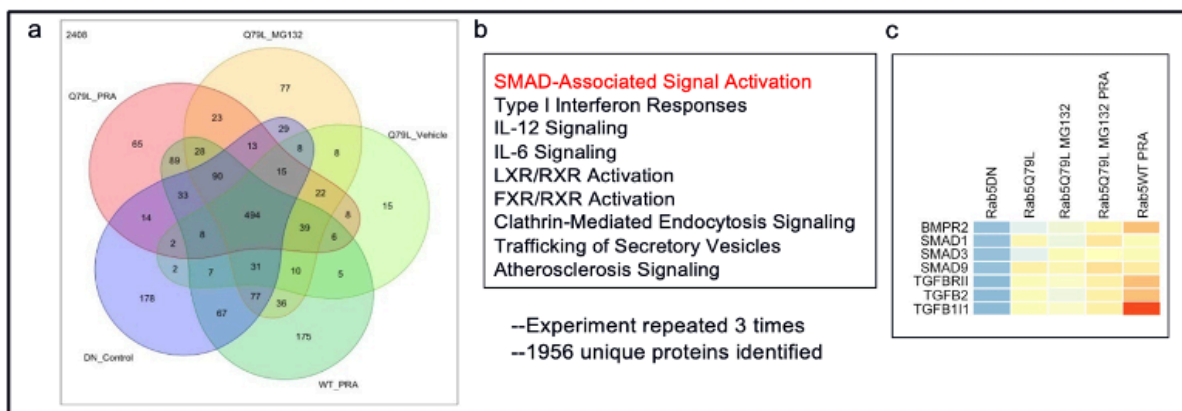 a
2408
Q79L_MG132
Q79L_PRA
Q79L_Vehicle
DN_Control
WT_PRA
77
23
29
8
8
65
89
28
13
15
22
8
15
33
90
494
39
6
14
2
8
2
7
31
10
5
178
67
77
36
175
b
SMAD-Associated Signal Activation
Type I Interferon Responses
IL-12 Signaling
IL-6 Signaling
LXR/RXR Activation
FXR/RXR Activation
Clathrin-Mediated Endocytosis Signaling
Trafficking of Secretory Vesicles
Atherosclerosis Signaling
--Experiment repeated 3 times
--1956 unique proteins identified
c
Rab5DN
Rab5Q79L
Rab5Q79L MG132
Rab5Q79L MG132 PRA
Rab5WT PRA
BMPR2
SMAD1
SMAD3
SMAD9
TGFBRII
TGFB2
TGFB1I1